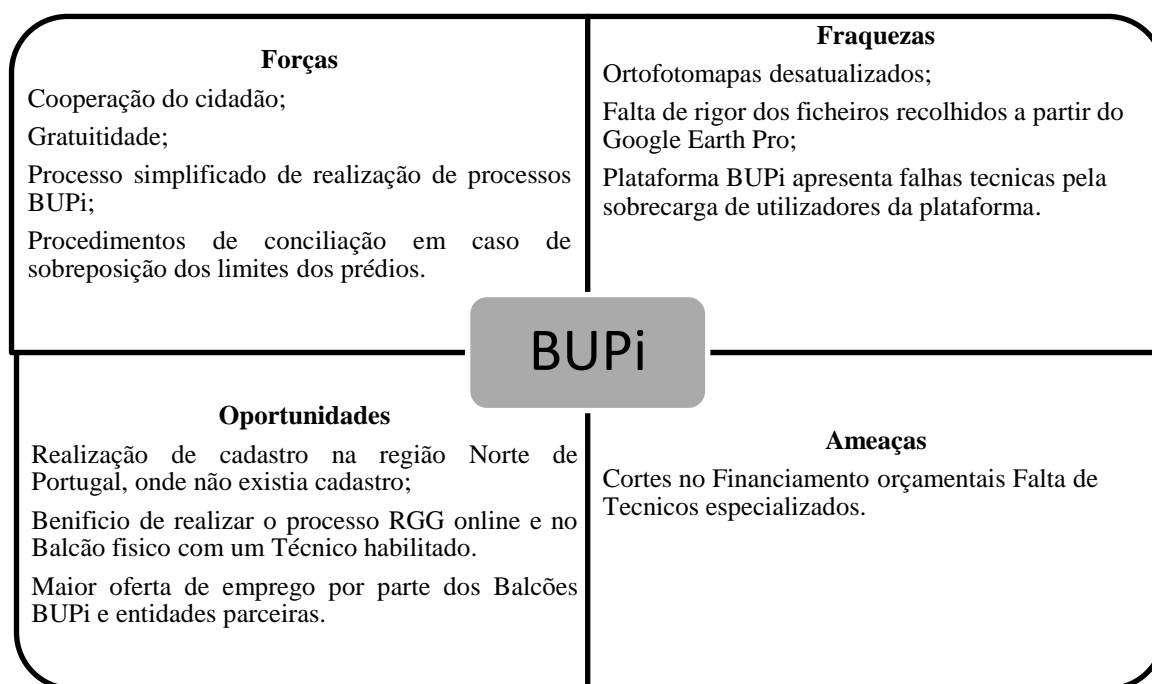 Forças
Cooperação do cidadão;
Gratuitidade;
Processo simplificado de realização de processos
BUPi;
Procedimentos de conciliação em caso de
sobreposição dos limites dos prédios.
Fraquezas
Ortofotomapas desatualizados;
Falta de rigor dos ficheiros recolhidos a partir do
Google Earth Pro;
Plataforma BUPi apresenta falhas tecnicas pela
sobrecarga de utilizadores da plataforma.
BUPi
Oportunidades
Realização de cadastro na região Norte de
Portugal, onde não existia cadastro;
Benificio de realizar o processo RGG online e no
Balcão fisico com um Técnico habilitado.
Maior oferta de emprego por parte dos Balcões
BUPi e entidades parceiras.
Ameaças
Cortes no Financiamento orçamentais Falta de
Tecnicos especializados.